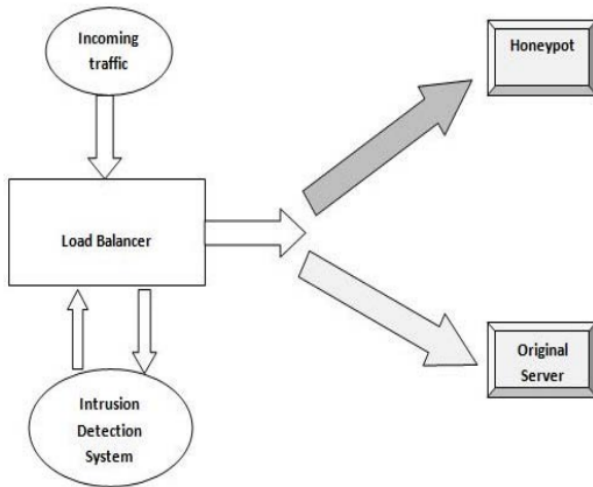 Incoming
traffic
Honeypot
Load Balancer
Original
Server
Intrusion
Detection
System